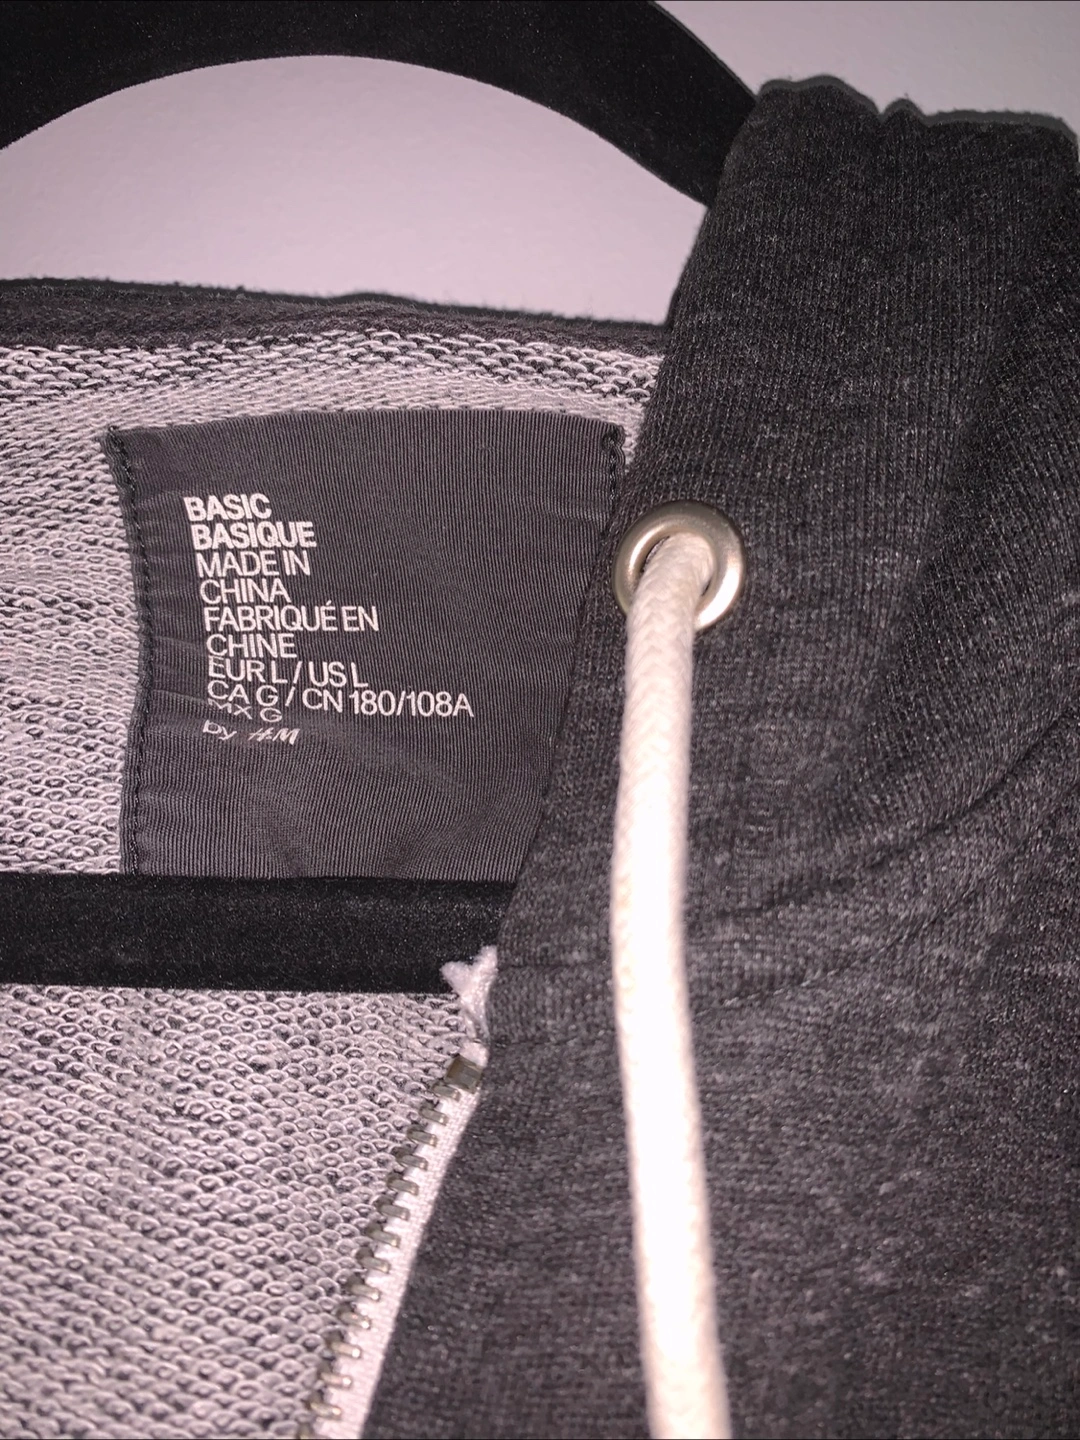 BASIC
BASIQUE
MADE IN
CHINA
FABRIQUÉ EN
CHINE
EUR L / US L
CA G / CN 180/108A
MX G
by H&M